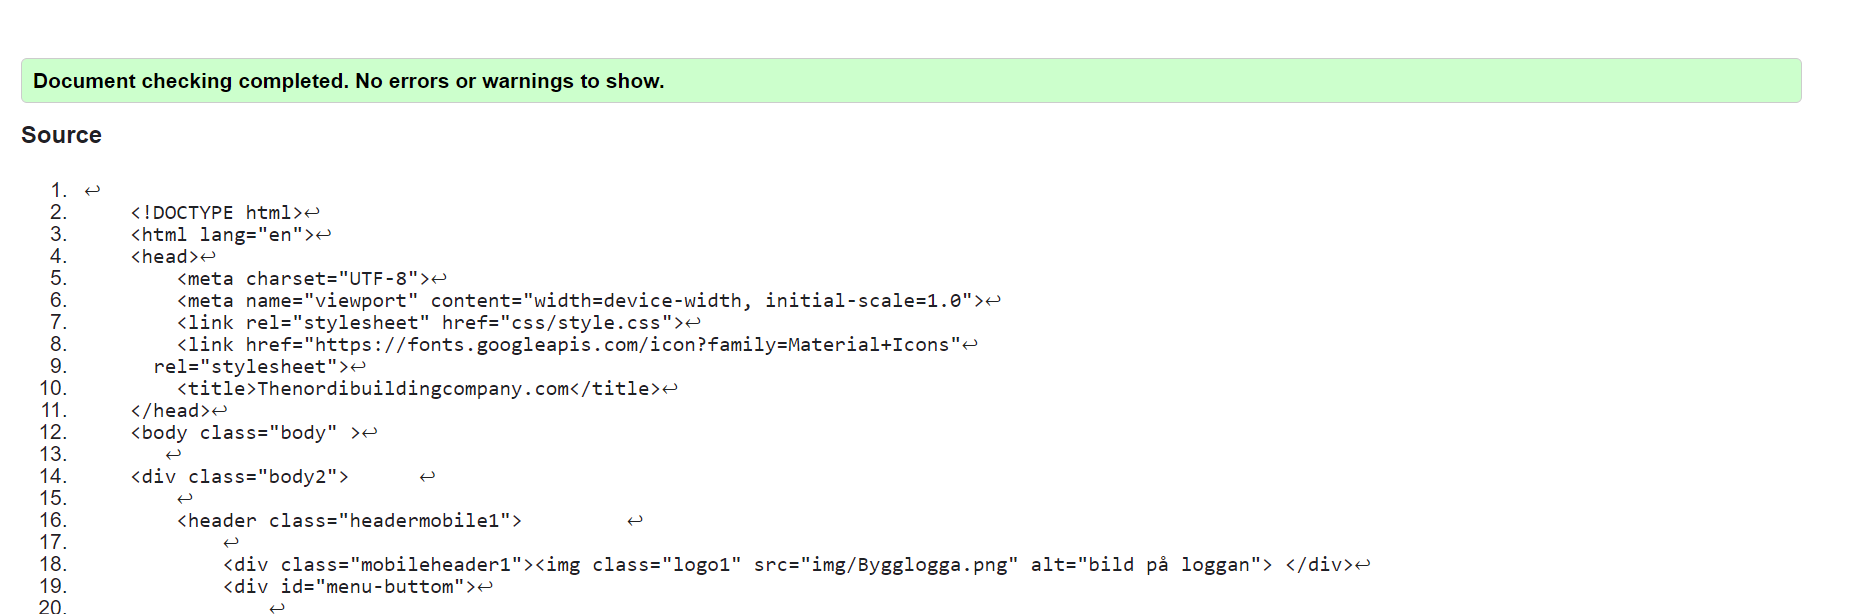 Document checking completed. No errors or warnings to show.
Source
1. ↩
2. <!DOCTYPE html>↩
3. <html lang="en">↩
4. <head>↩
5. <meta charset="UTF-8">↩
6. <meta name="viewport" content="width=device-width, initial-scale=1.0">↩
7. <link rel="stylesheet" href="css/style.css">↩
8. <link href="https://fonts.googleapis.com/icon?family=Material+Icons"↩
9. rel="stylesheet">↩
10. <title>Thenordibuildingcompany.com</title>↩
11. </head>↩
12. <body class="body" >↩
13. ↩
14. <div class="body2"> ↩
15. ↩
16. <header class="headermobile1"> ↩
17. ↩
18. <div class="mobileheader1"><img class="logo1" src="img/Bygglogga.png" alt="bild på loggan"> </div>↩
19. <div id="menu-buttom">↩
20. ↩